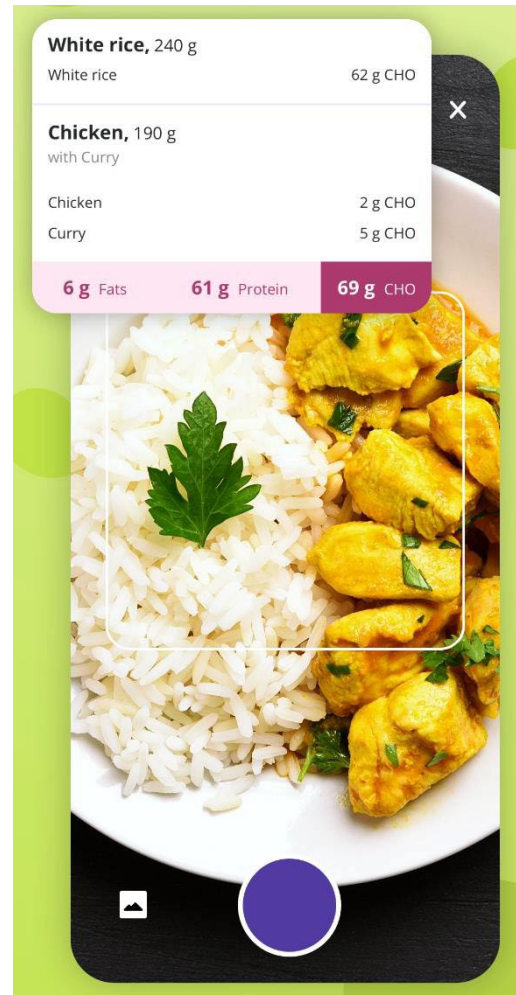 White rice, 240 g
White rice 62 g CHO
Chicken, 190 g
with Curry
Chicken 2 g CHO
Curry 5 g CHO
6 g Fats 61 g Protein 69 g CHO